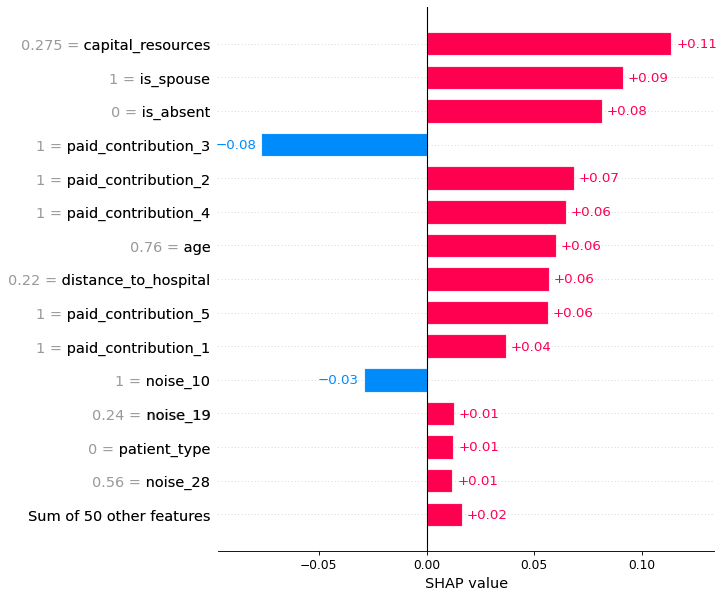 0.275 = capital_resources +0.11
1 = is_spouse +0.09
0 = is_absent +0.08
1 = paid_contribution_3 −0.08
1 = paid_contribution_2 +0.07
1 = paid_contribution_4 +0.06
0.76 = age +0.06
0.22 = distance_to_hospital +0.06
1 = paid_contribution_5 +0.06
1 = paid_contribution_1 +0.04
1 = noise_10 −0.03
0.24 = noise_19 +0.01
0 = patient_type +0.01
0.56 = noise_28 +0.01
Sum of 50 other features +0.02
−0.05 0.00 0.05 0.10
SHAP value